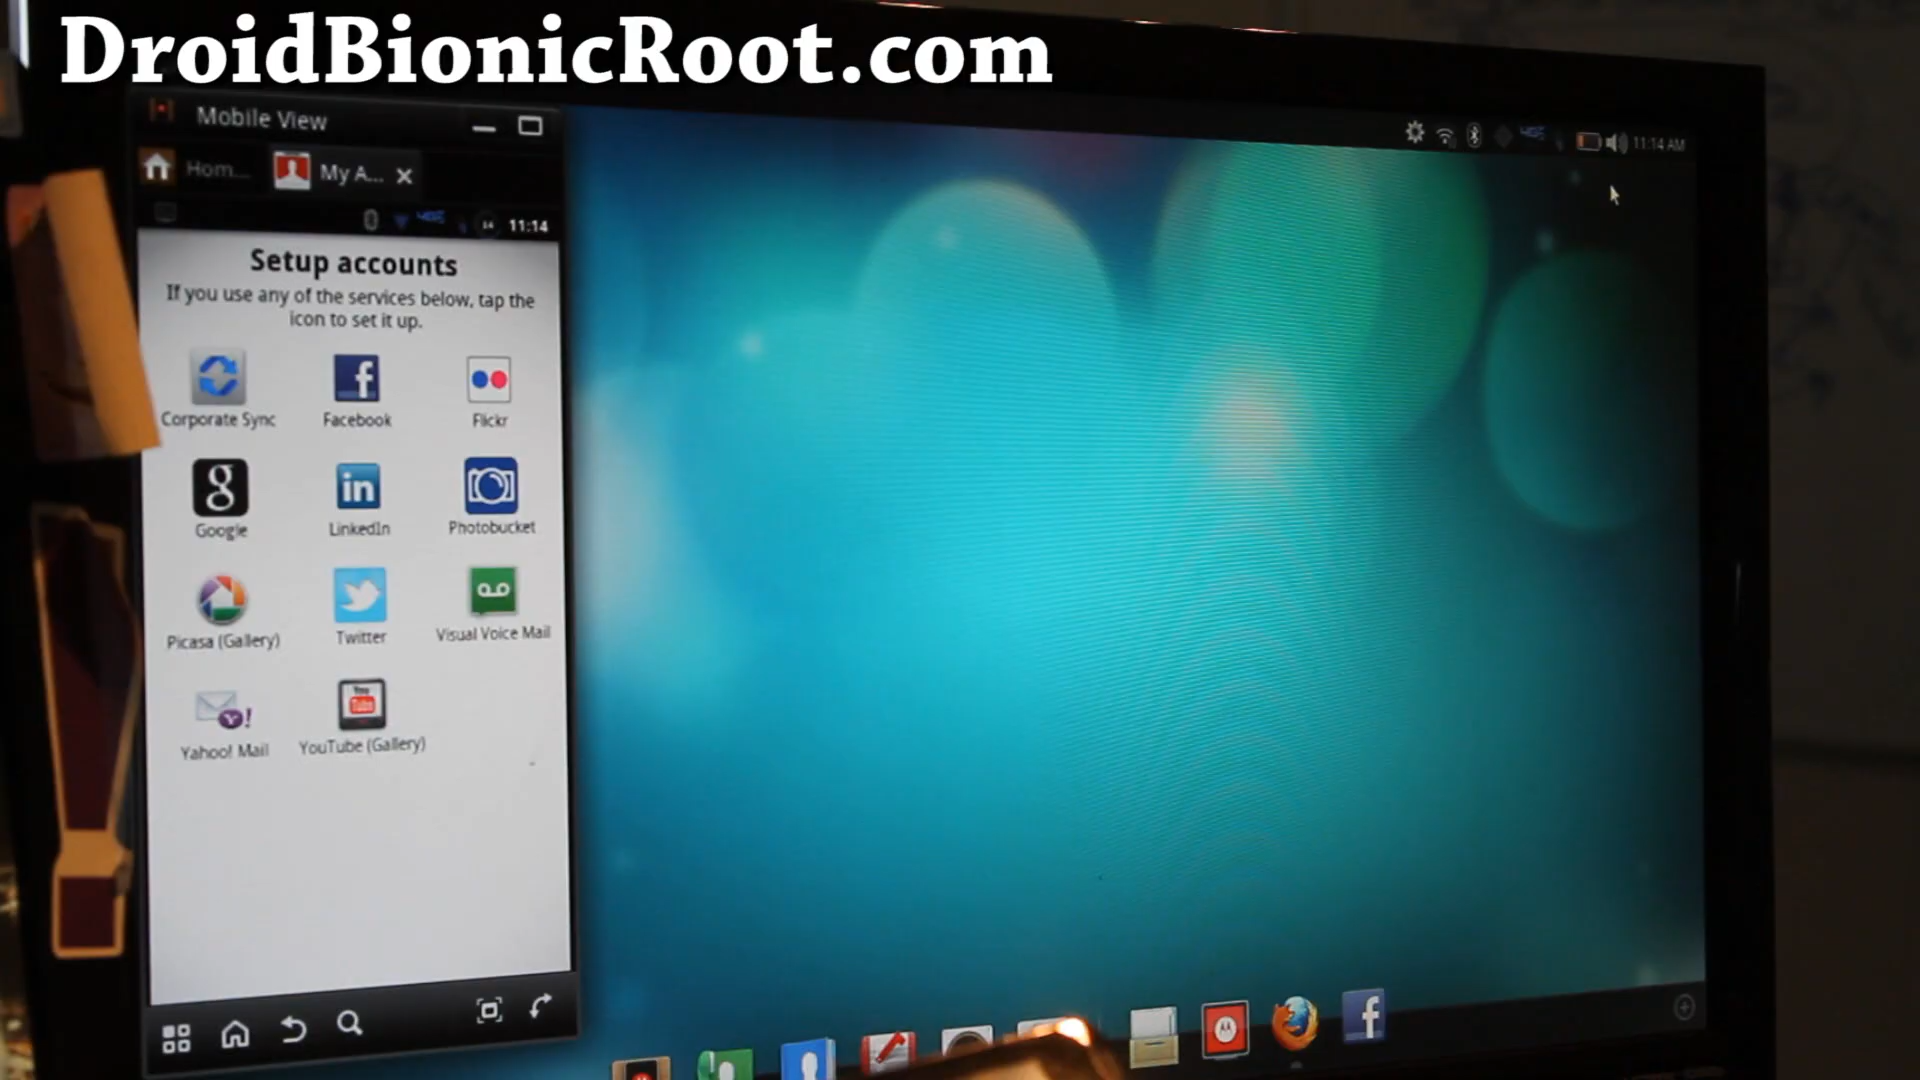 DroidBionicRoot.com
Mobile View
Hom...
My A...
11:14 AM
11:14
Setup accounts
If you use any of the services below, tap the
icon to set it up.
Corporate Sync
Facebook
Flickr
Google
LinkedIn
Photobucket
Picasa (Gallery)
Twitter
Visual Voice Mail
Yahoo! Mail
YouTube (Gallery)